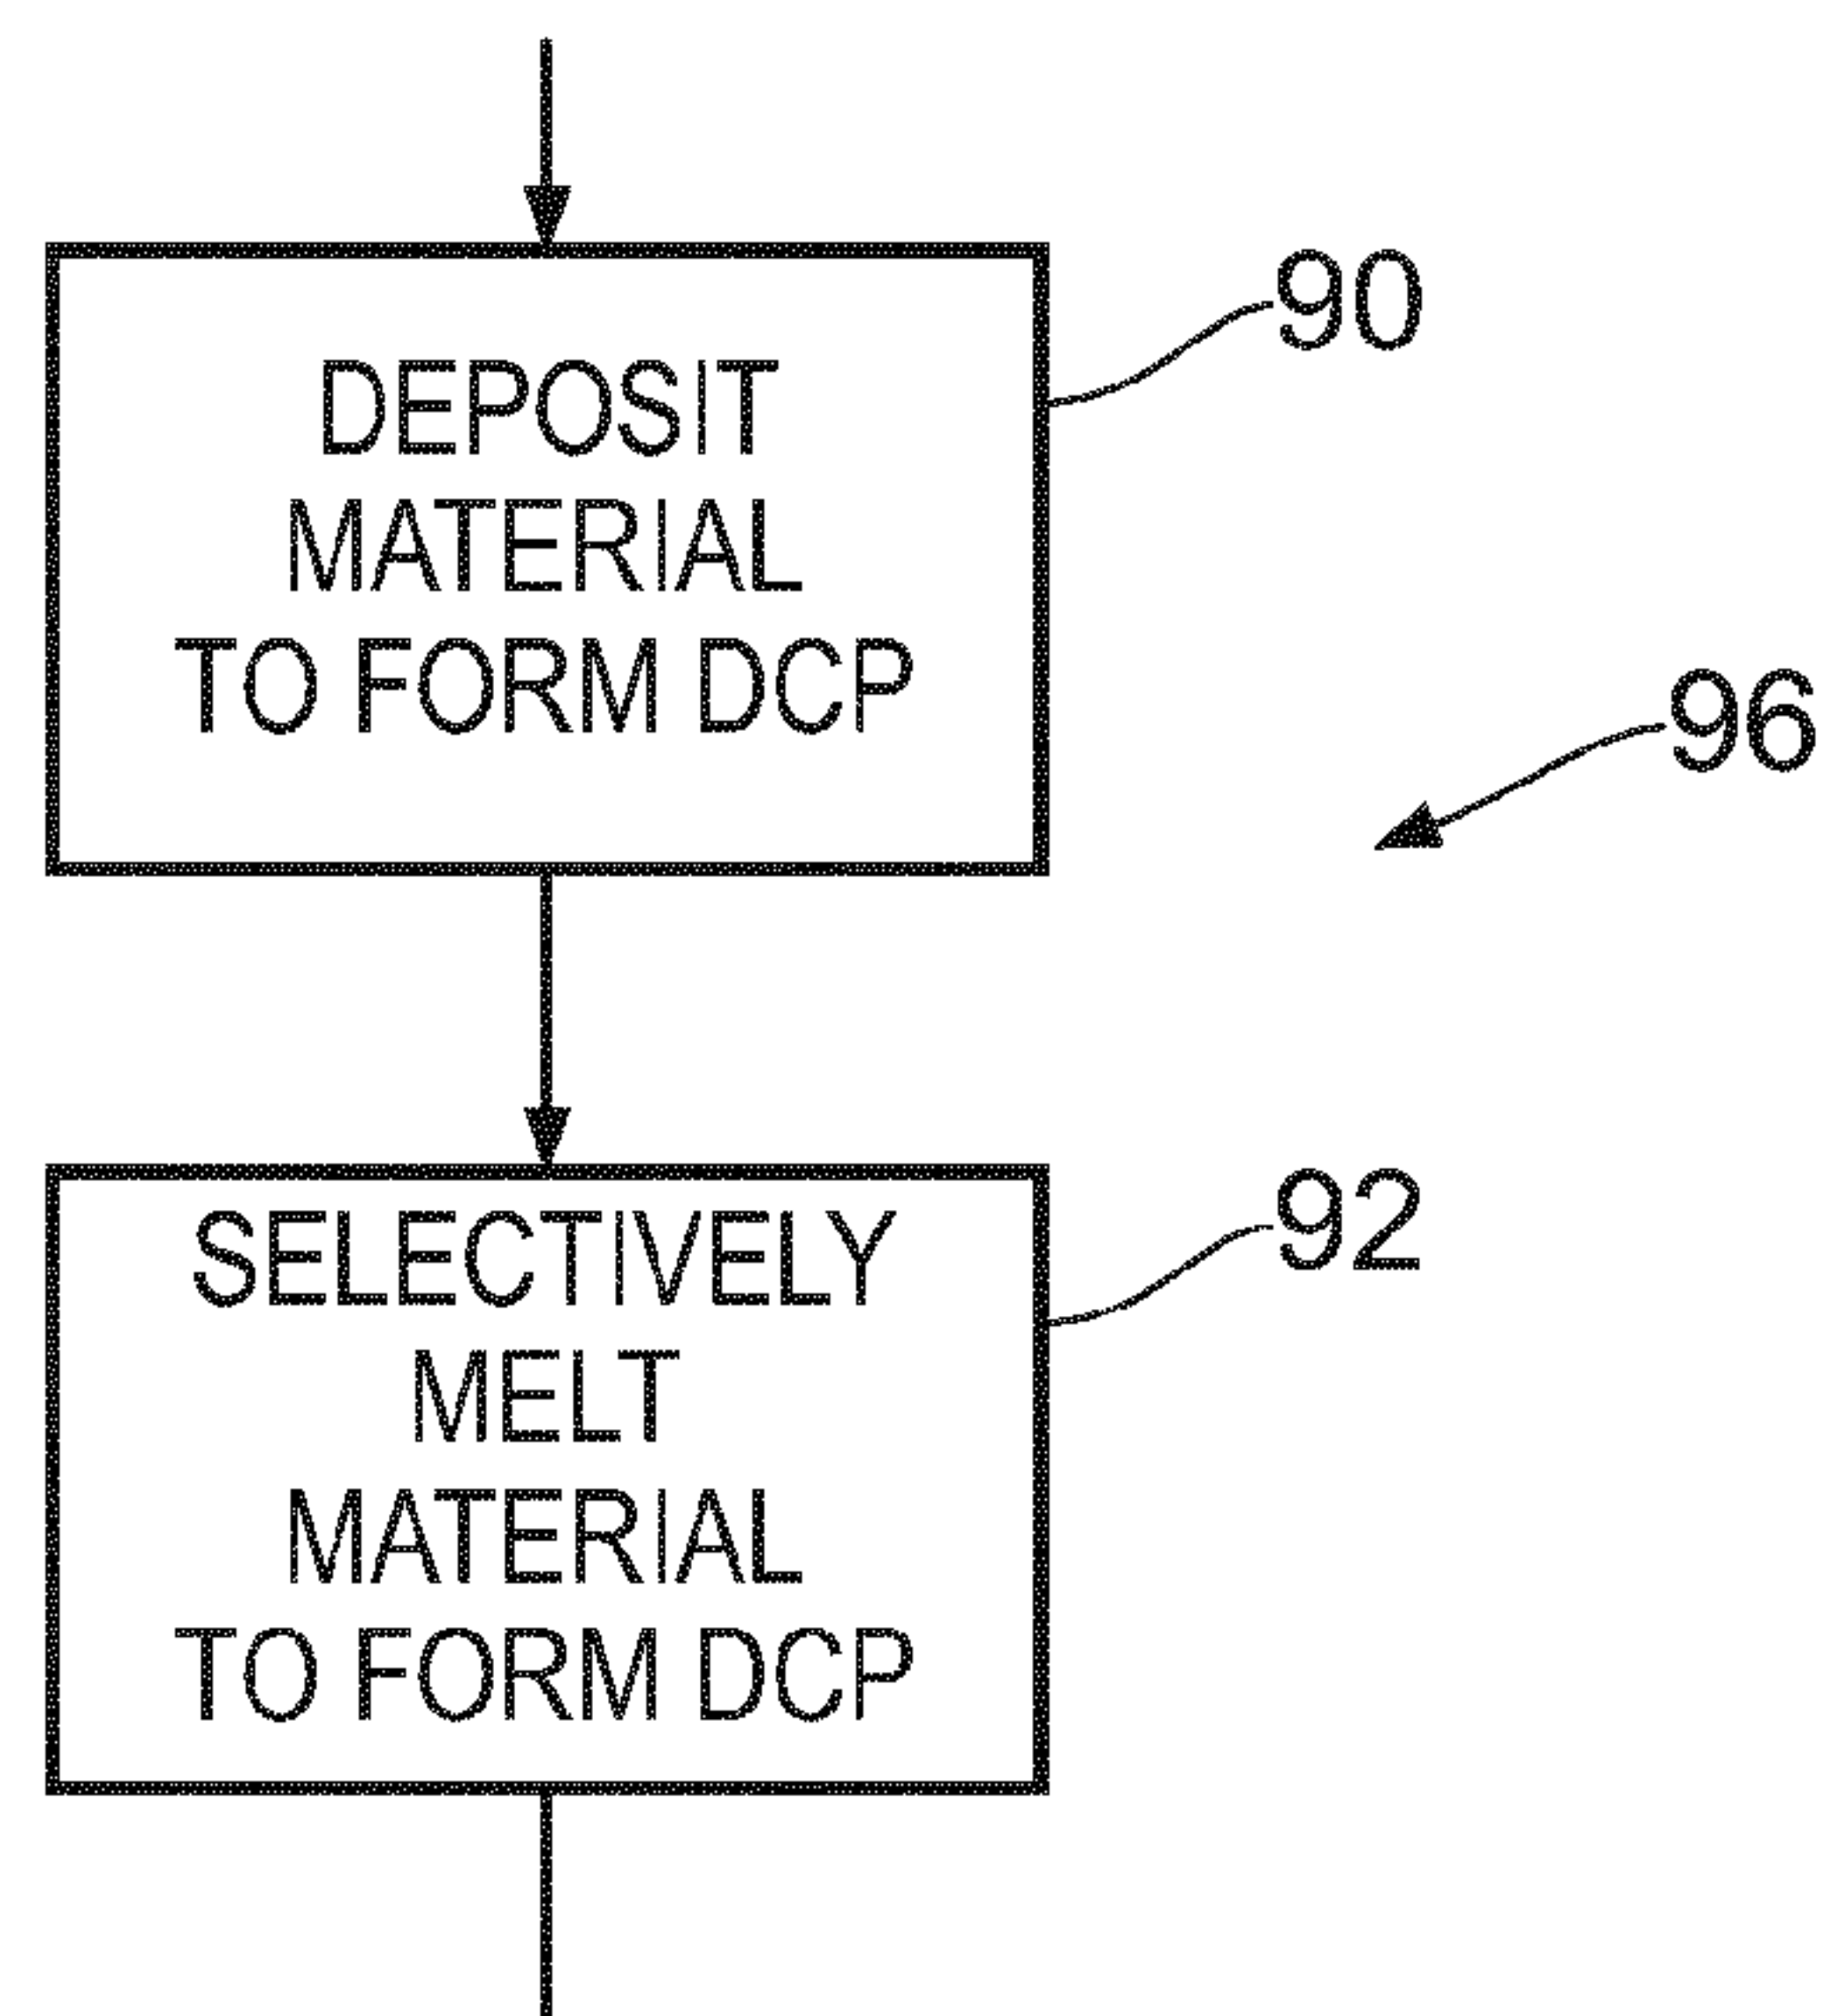 DEPOSIT
MATERIAL
TO FORM DCP
90
96
SELECTIVELY
MELT
MATERIAL
TO FORM DCP
92